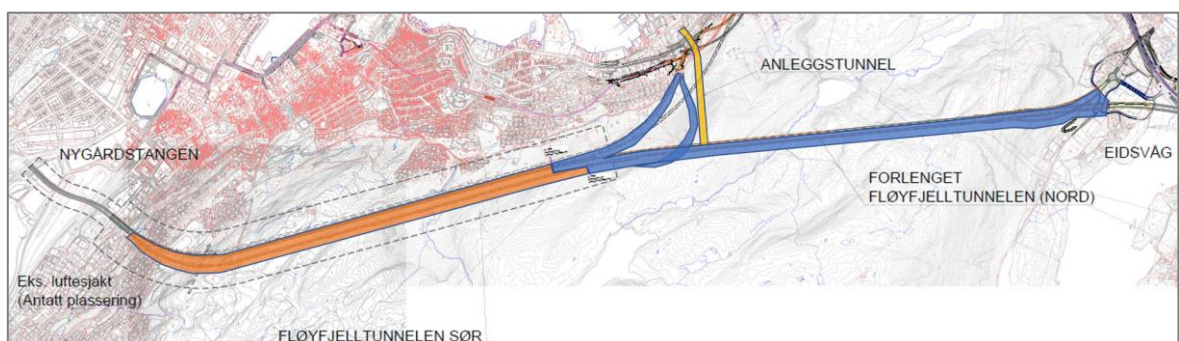 ANLEGGSTUNNEL
NYGÅRDSTANGEN
EIDSVÅG
FORLENGET
FLØYFJELLTUNNELEN (NORD)
Eks. luftesjakt
(Antatt plassering)
FLØYFJELLTUNNELEN SØR